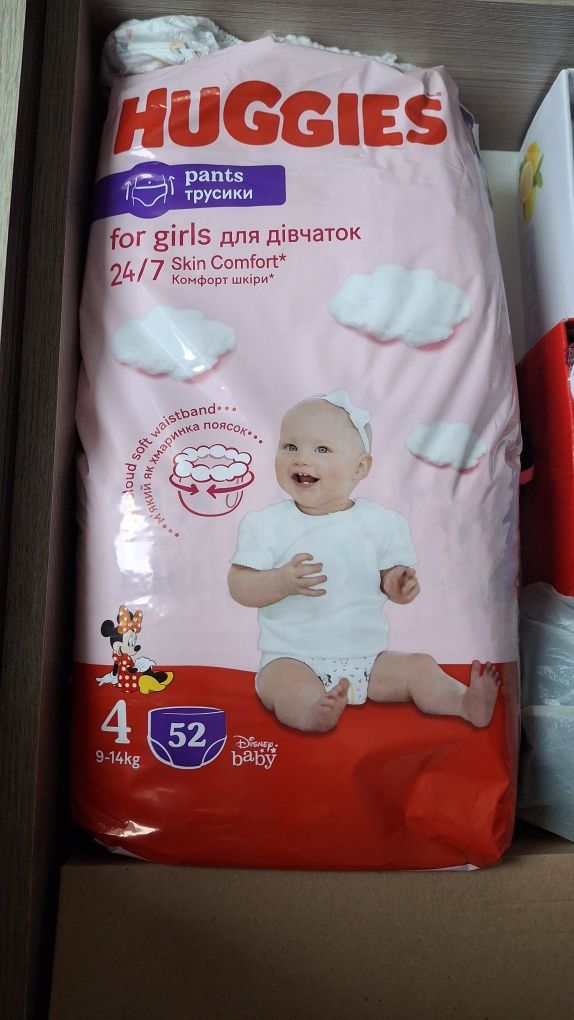 HUGGIES
pants
трусики
for girls для дівчаток
24/7 Skin Comfort*
Комфорт шкіри*
cloud soft waistband
м'який як хмаринка поясок
4
9-14kg
52
Disney
baby